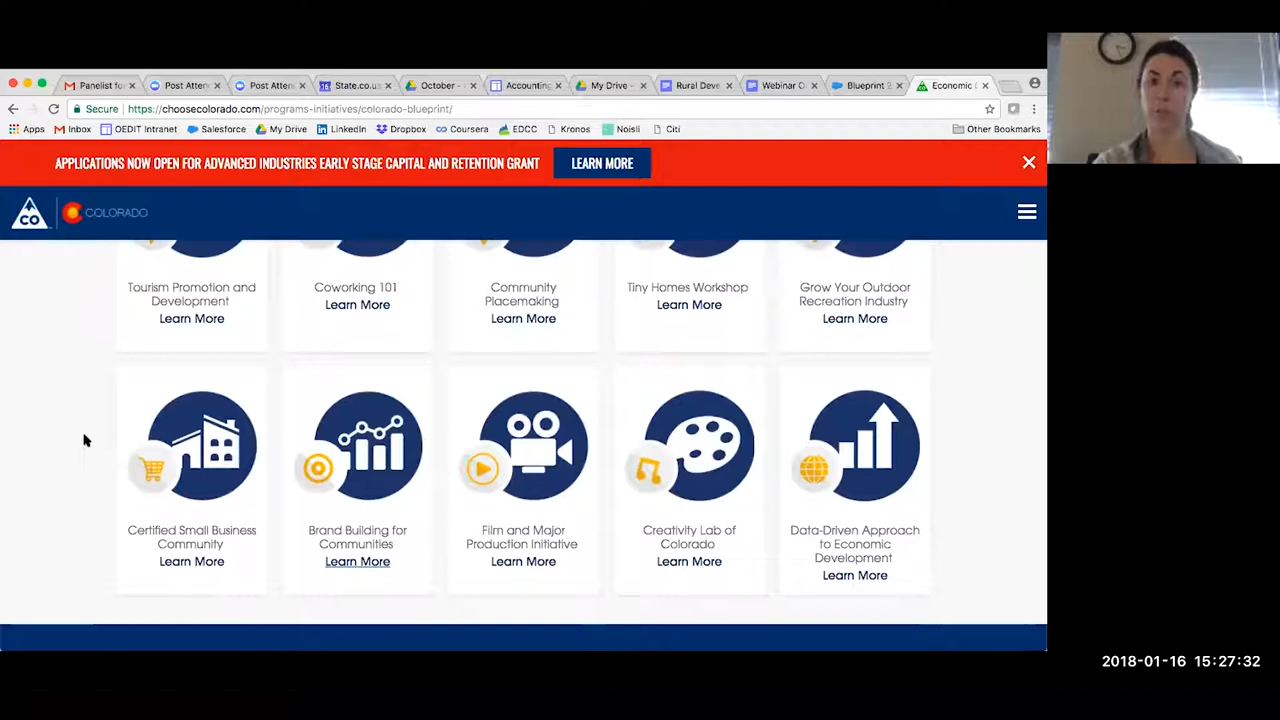 Panelist fo
Post Atten
Post Atten
State.co.us
October -
Accounting
My Drive -
Rural Deve
Webinar O
Blueprint 2
Economic
Secure
https://choosecolorado.com/programs-initiatives/colorado-blueprint/
Apps
Inbox
OEDIT Intranet
Salesforce
My Drive
LinkedIn
Dropbox
Coursera
EDCC
Kronos
Noisli
Citi
Other Bookmarks
APPLICATIONS NOW OPEN FOR ADVANCED INDUSTRIES EARLY STAGE CAPITAL AND RETENTION GRANT
LEARN MORE
CO
COLORADO
Tourism Promotion and
Development
Learn More
Coworking 101
Learn More
Community
Placemaking
Learn More
Tiny Homes Workshop
Learn More
Grow Your Outdoor
Recreation Industry
Learn More
Certified Small Business
Community
Learn More
Brand Building for
Communities
Learn More
Film and Major
Production Initiative
Learn More
Creativity Lab of
Colorado
Learn More
Data-Driven Approach
to Economic
Development
Learn More
2018-01-16 15:27:32